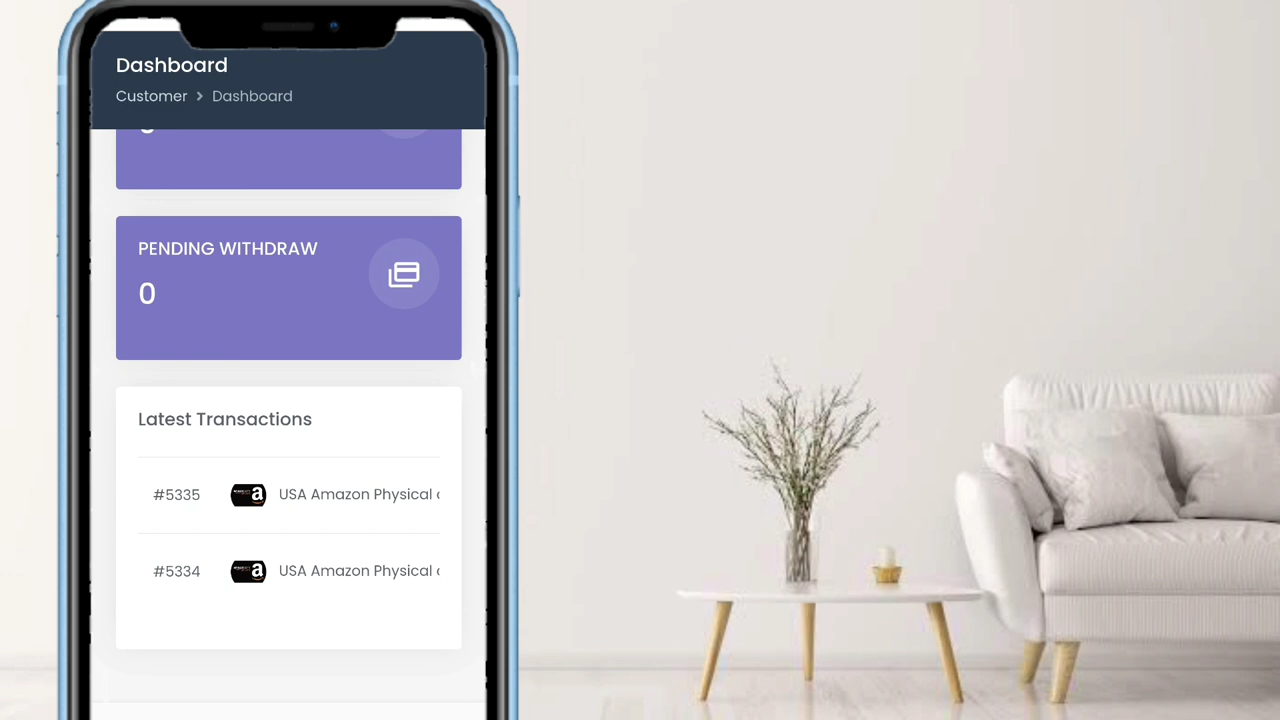 Dashboard
Customer > Dashboard
PENDING WITHDRAW
0
Latest Transactions
#5335 a USA Amazon Physical
#5334 a USA Amazon Physical